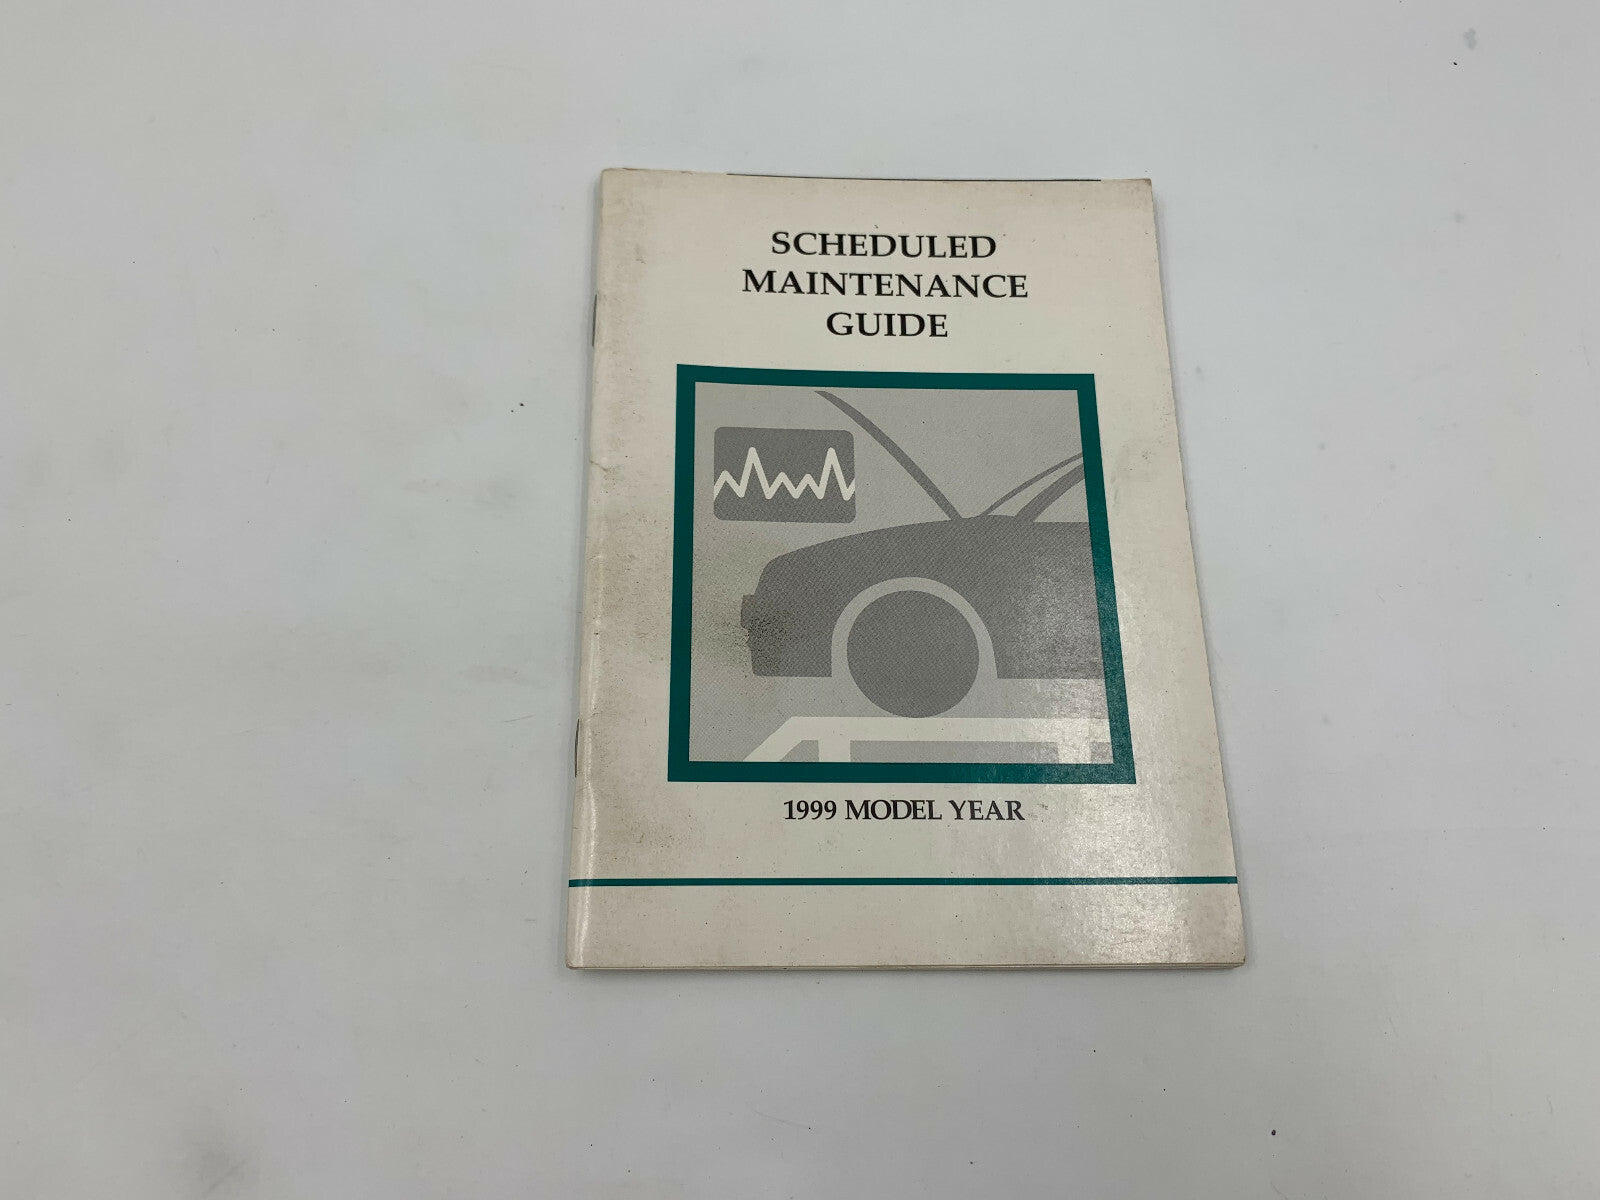 SCHEDULED
MAINTENANCE
GUIDE
1999 MODEL YEAR